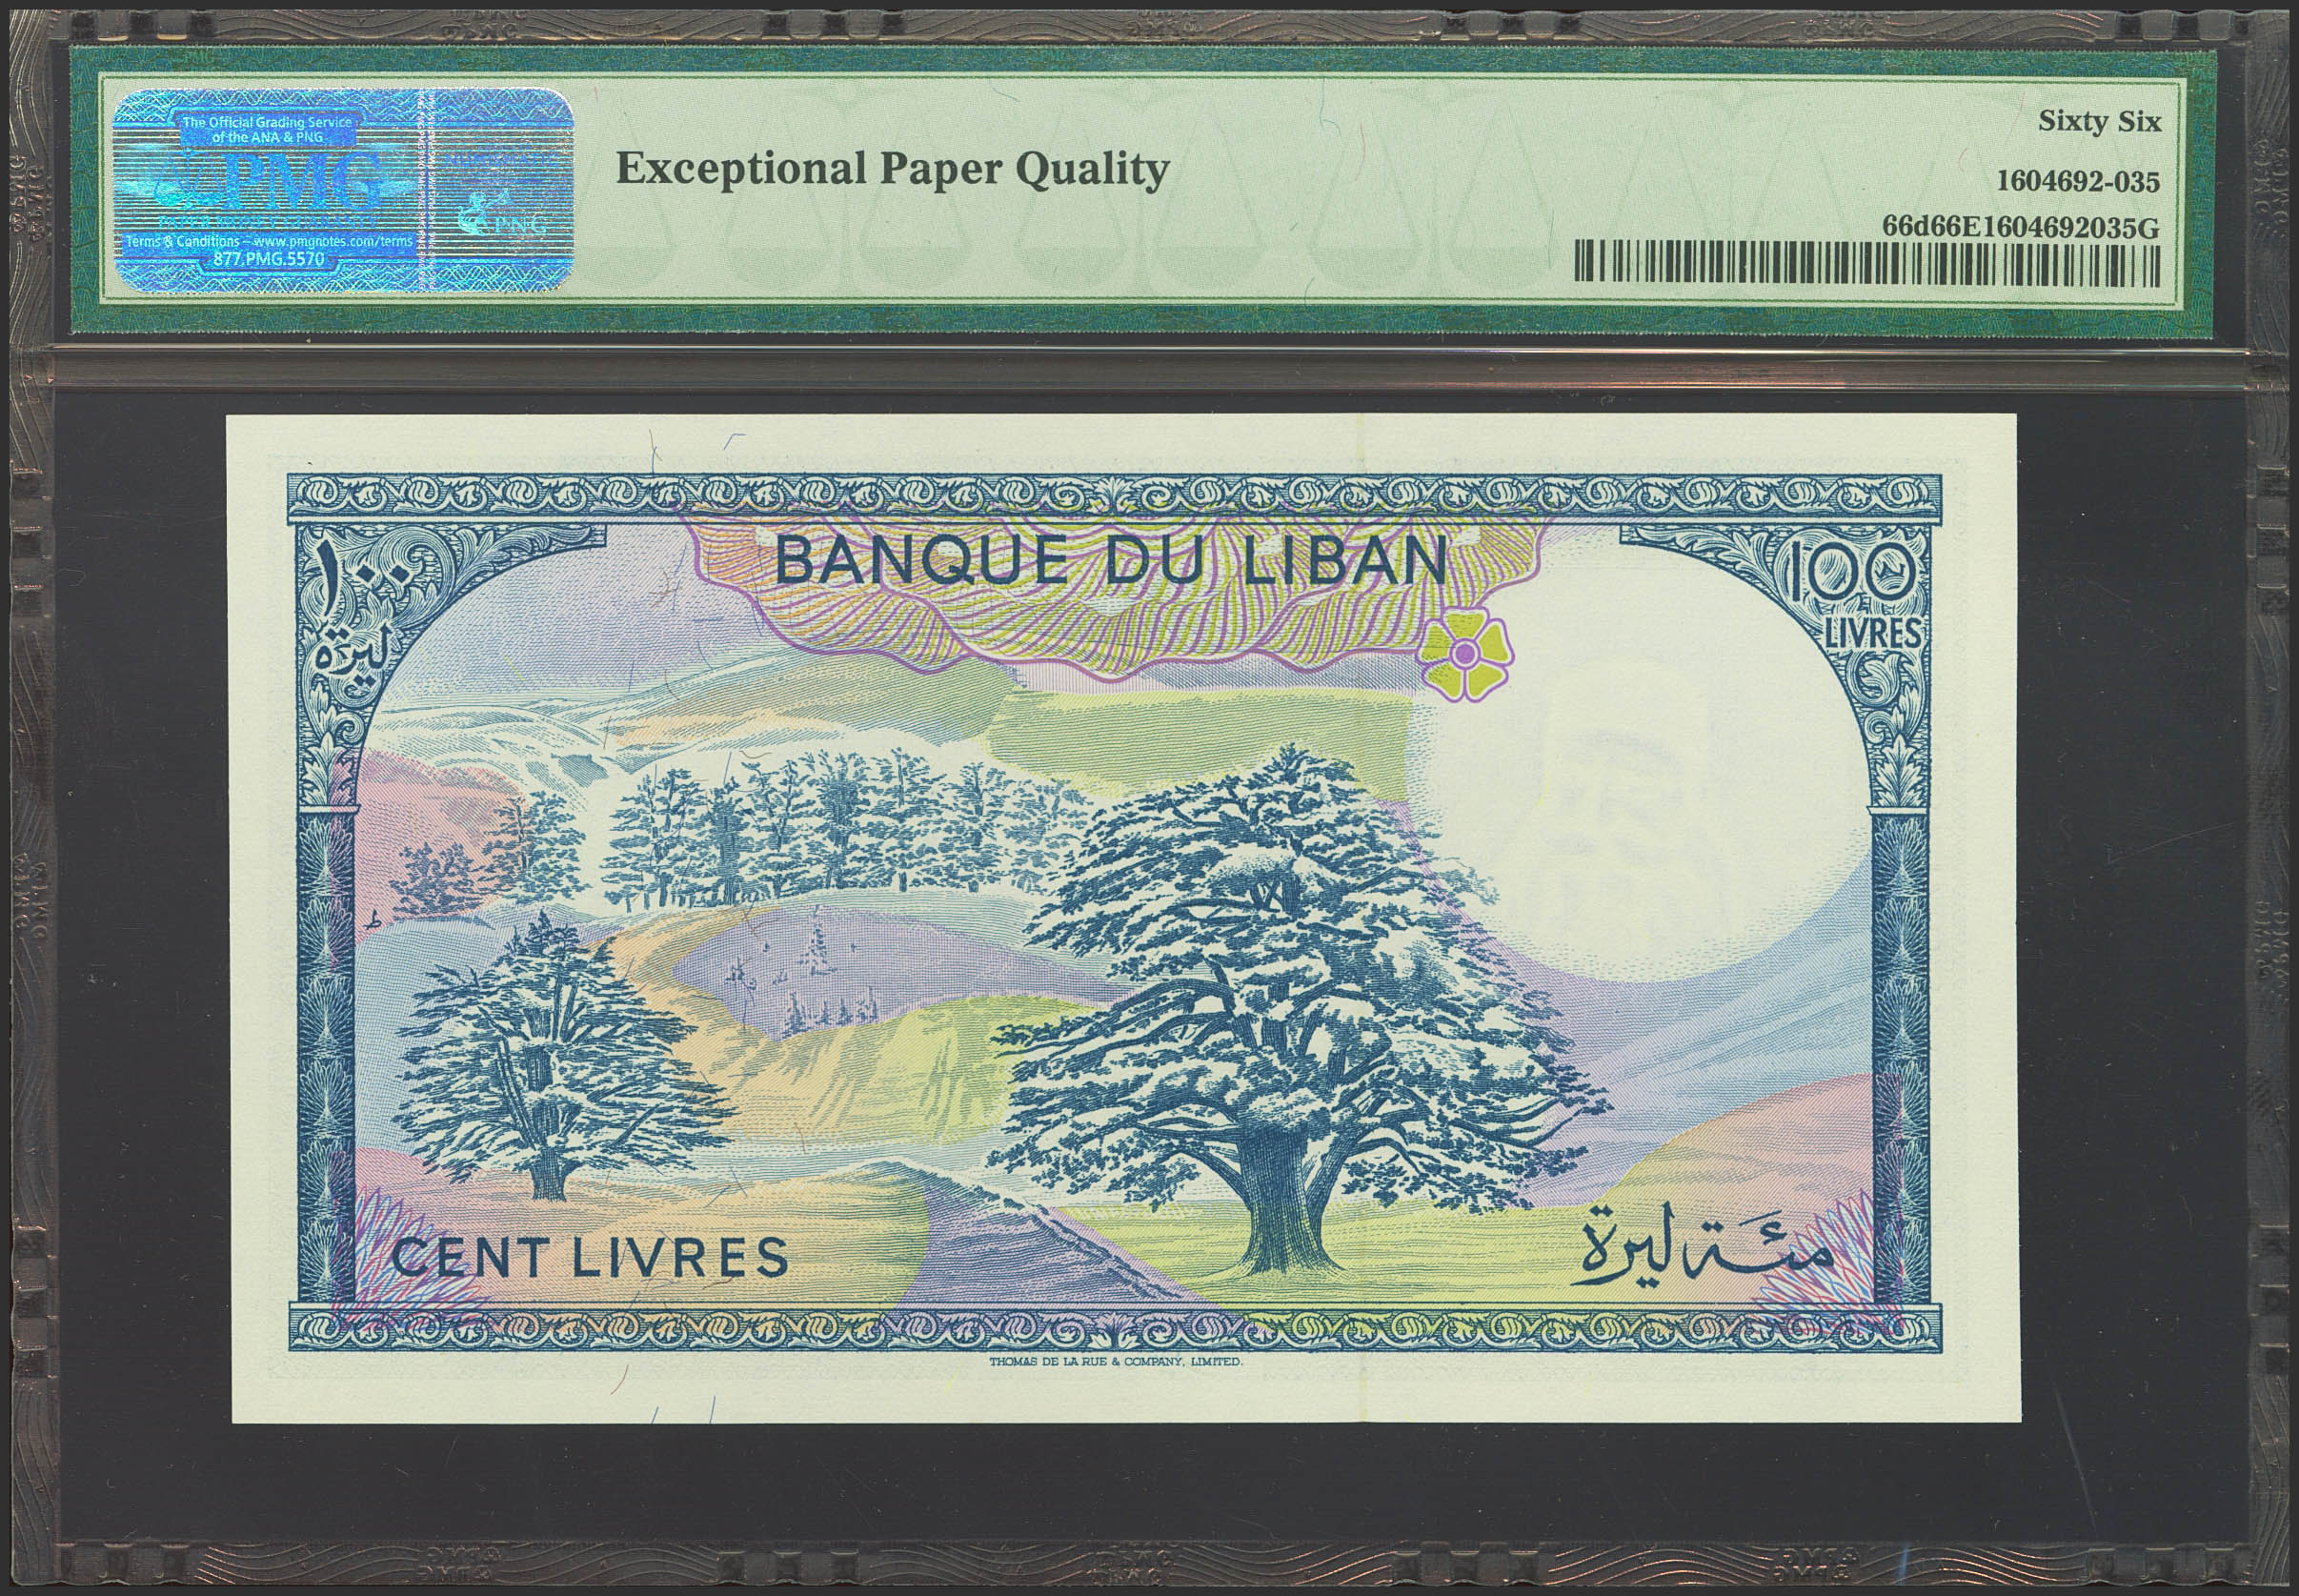 The Official Grading Service
of the ANA & PNG
PMG
PNG
Terms & Conditions – www.pmgnotes.com/terms
877.PMG.5570
Exceptional Paper Quality
Sixty Six
1604692-035
66d66E1604692035G
BANQUE DU LIBAN
١٠٠
ليرة
100
LIVRES
CENT LIVRES
مئة ليرة
THOMAS DE LA RUE & COMPANY, LIMITED.